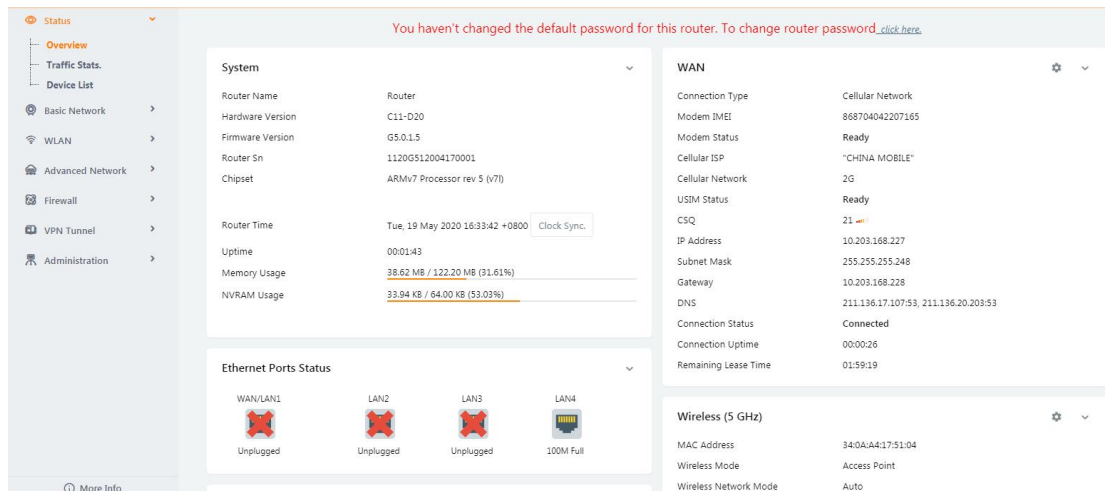 Status
Overview
Traffic Stats.
Device List
Basic Network
WLAN
Advanced Network
Firewall
VPN Tunnel
Administration
More Info
You haven't changed the default password for this router. To change router password click here.
System
Router Name Router
Hardware Version C11-D20
Firmware Version G5.0.1.5
Router Sn 1120G512004170001
Chipset ARMv7 Processor rev 5 (v7l)
Router Time Tue, 19 May 2020 16:33:42 +0800 Clock Sync.
Uptime 00:01:43
Memory Usage 38.62 MB / 122.20 MB (31.61%)
NVRAM Usage 33.94 KB / 64.00 KB (53.03%)
Ethernet Ports Status
WAN/LAN1 LAN2 LAN3 LAN4
Unplugged Unplugged Unplugged 100M Full
WAN
Connection Type Cellular Network
Modem IMEI 868704042207165
Modem Status Ready
Cellular ISP "CHINA MOBILE"
Cellular Network 2G
USIM Status Ready
CSQ 21
IP Address 10.203.168.227
Subnet Mask 255.255.255.248
Gateway 10.203.168.228
DNS 211.136.17.107:53, 211.136.20.203:53
Connection Status Connected
Connection Uptime 00:00:26
Remaining Lease Time 01:59:19
Wireless (5 GHz)
MAC Address 34:0A:A4:17:51:04
Wireless Mode Access Point
Wireless Network Mode Auto